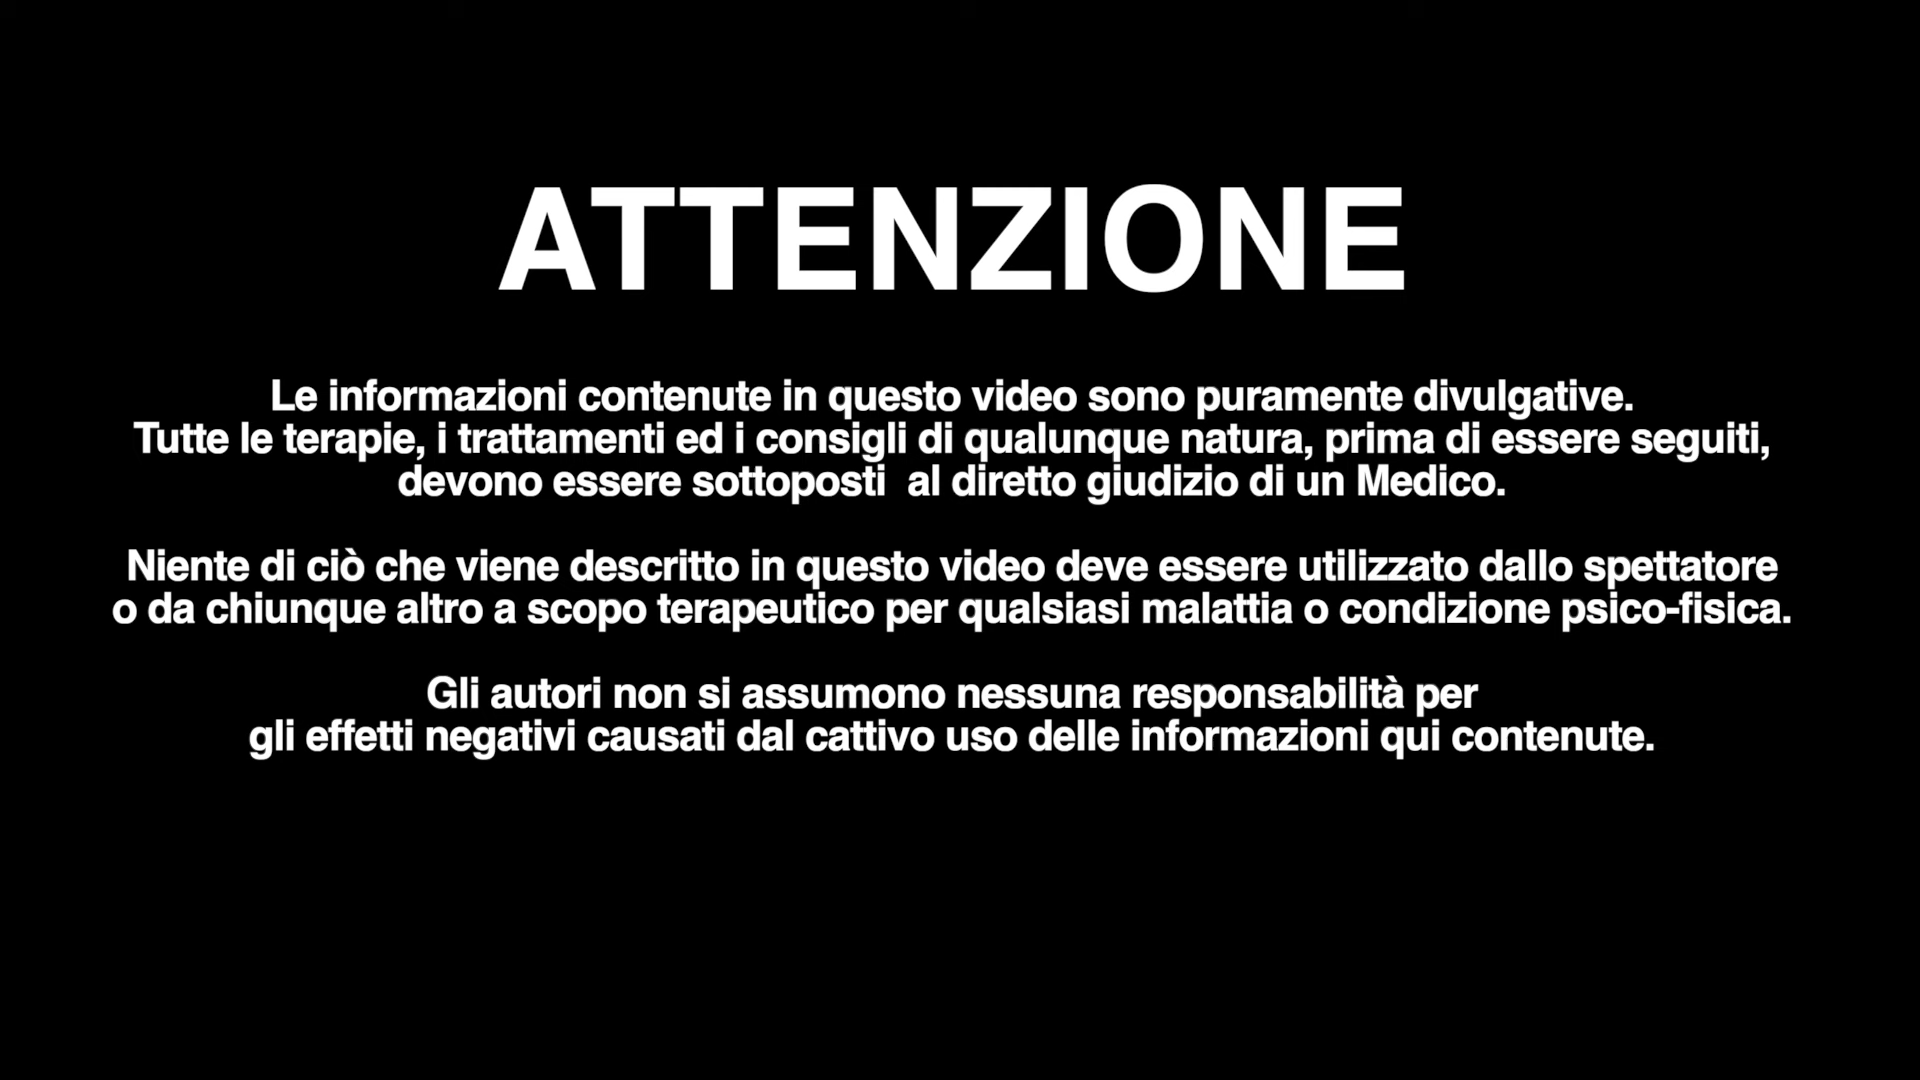 ATTENZIONE
Le informazioni contenute in questo video sono puramente divulgative.
Tutte le terapie, i trattamenti ed i consigli di qualunque natura, prima di essere seguiti,
devono essere sottoposti  al diretto giudizio di un Medico.
Niente di ciò che viene descritto in questo video deve essere utilizzato dallo spettatore
o da chiunque altro a scopo terapeutico per qualsiasi malattia o condizione psico-fisica.
Gli autori non si assumono nessuna responsabilità per
gli effetti negativi causati dal cattivo uso delle informazioni qui contenute.